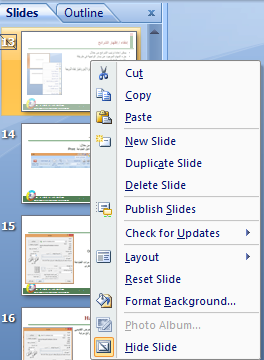 Slides Outline x
13
Cut
Copy
Paste
New Slide
Duplicate Slide
Delete Slide
Publish Slides
Check for Updates
Layout
Reset Slide
Format Background...
Photo Album...
Hide Slide
14
15
16